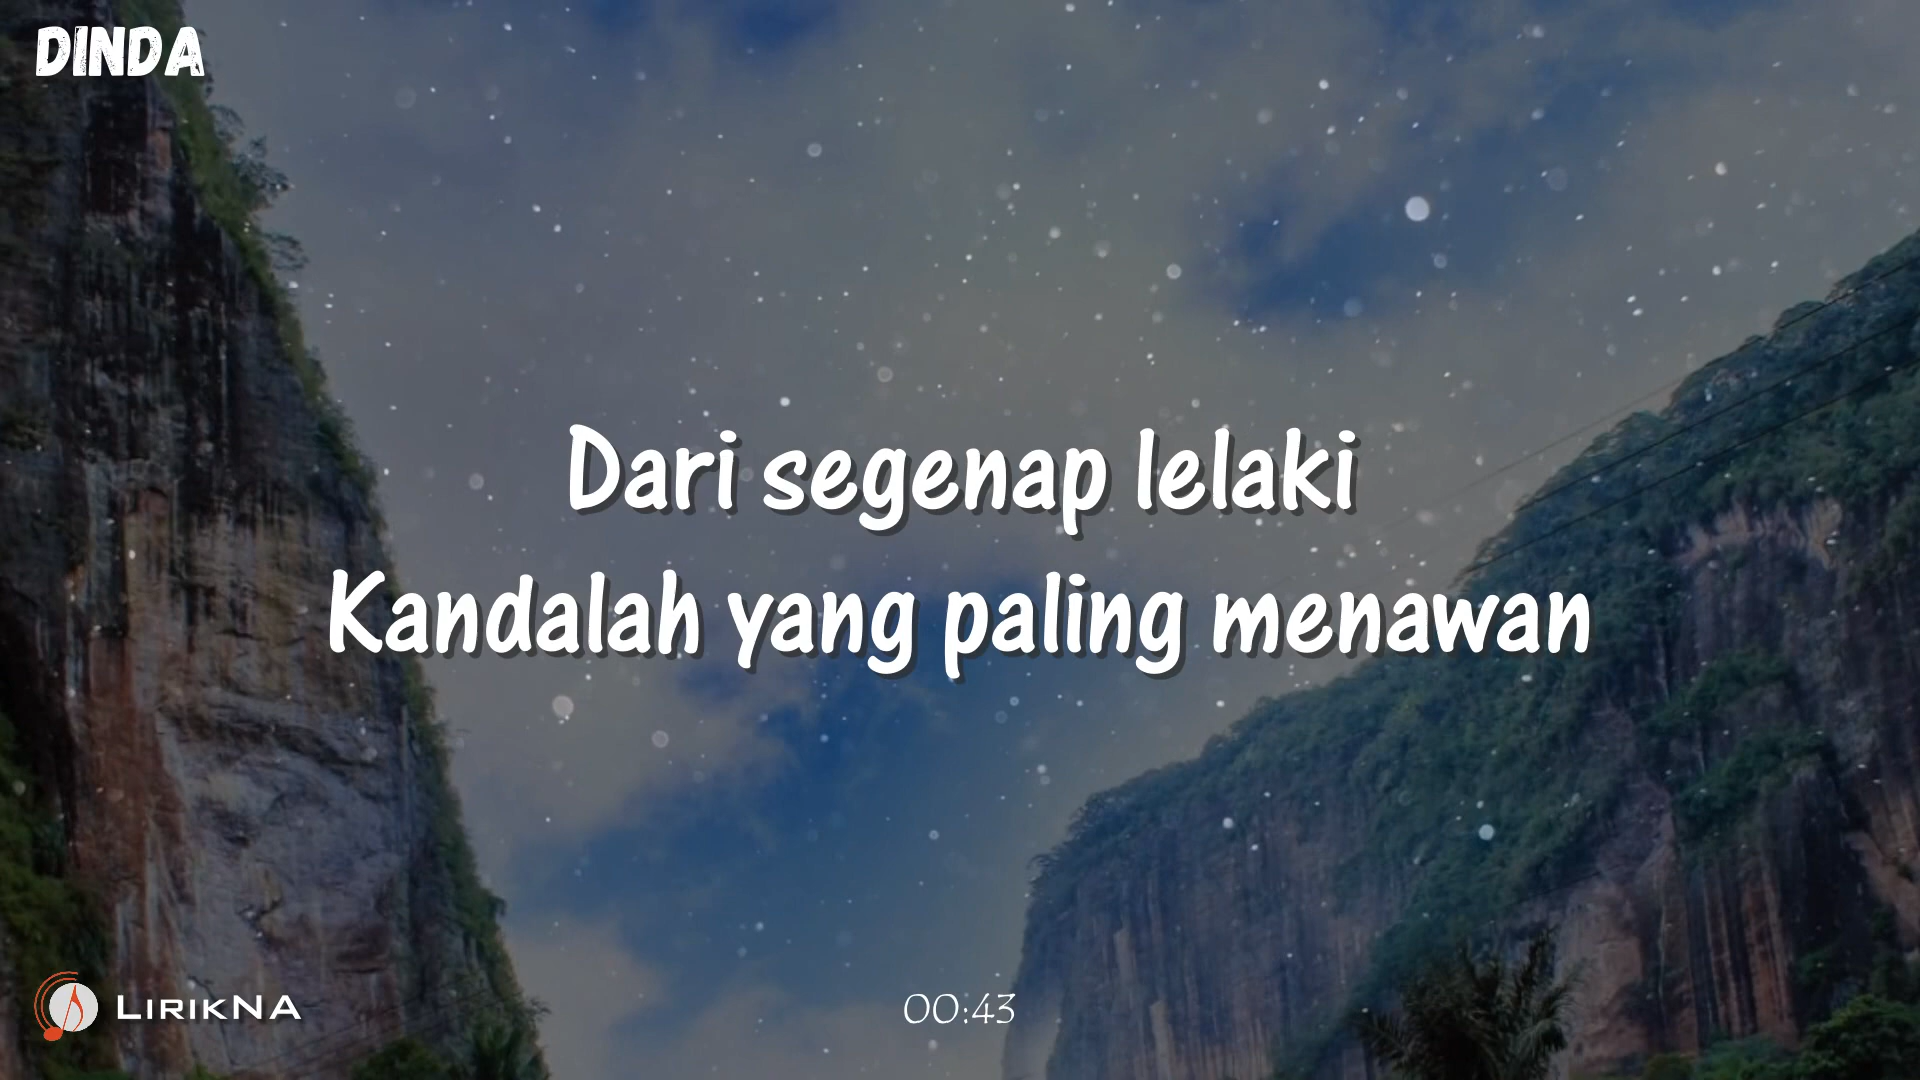 DINDA
Dari segenap lelaki
Kandalah yang paling menawan
LIRIKNA
00:43